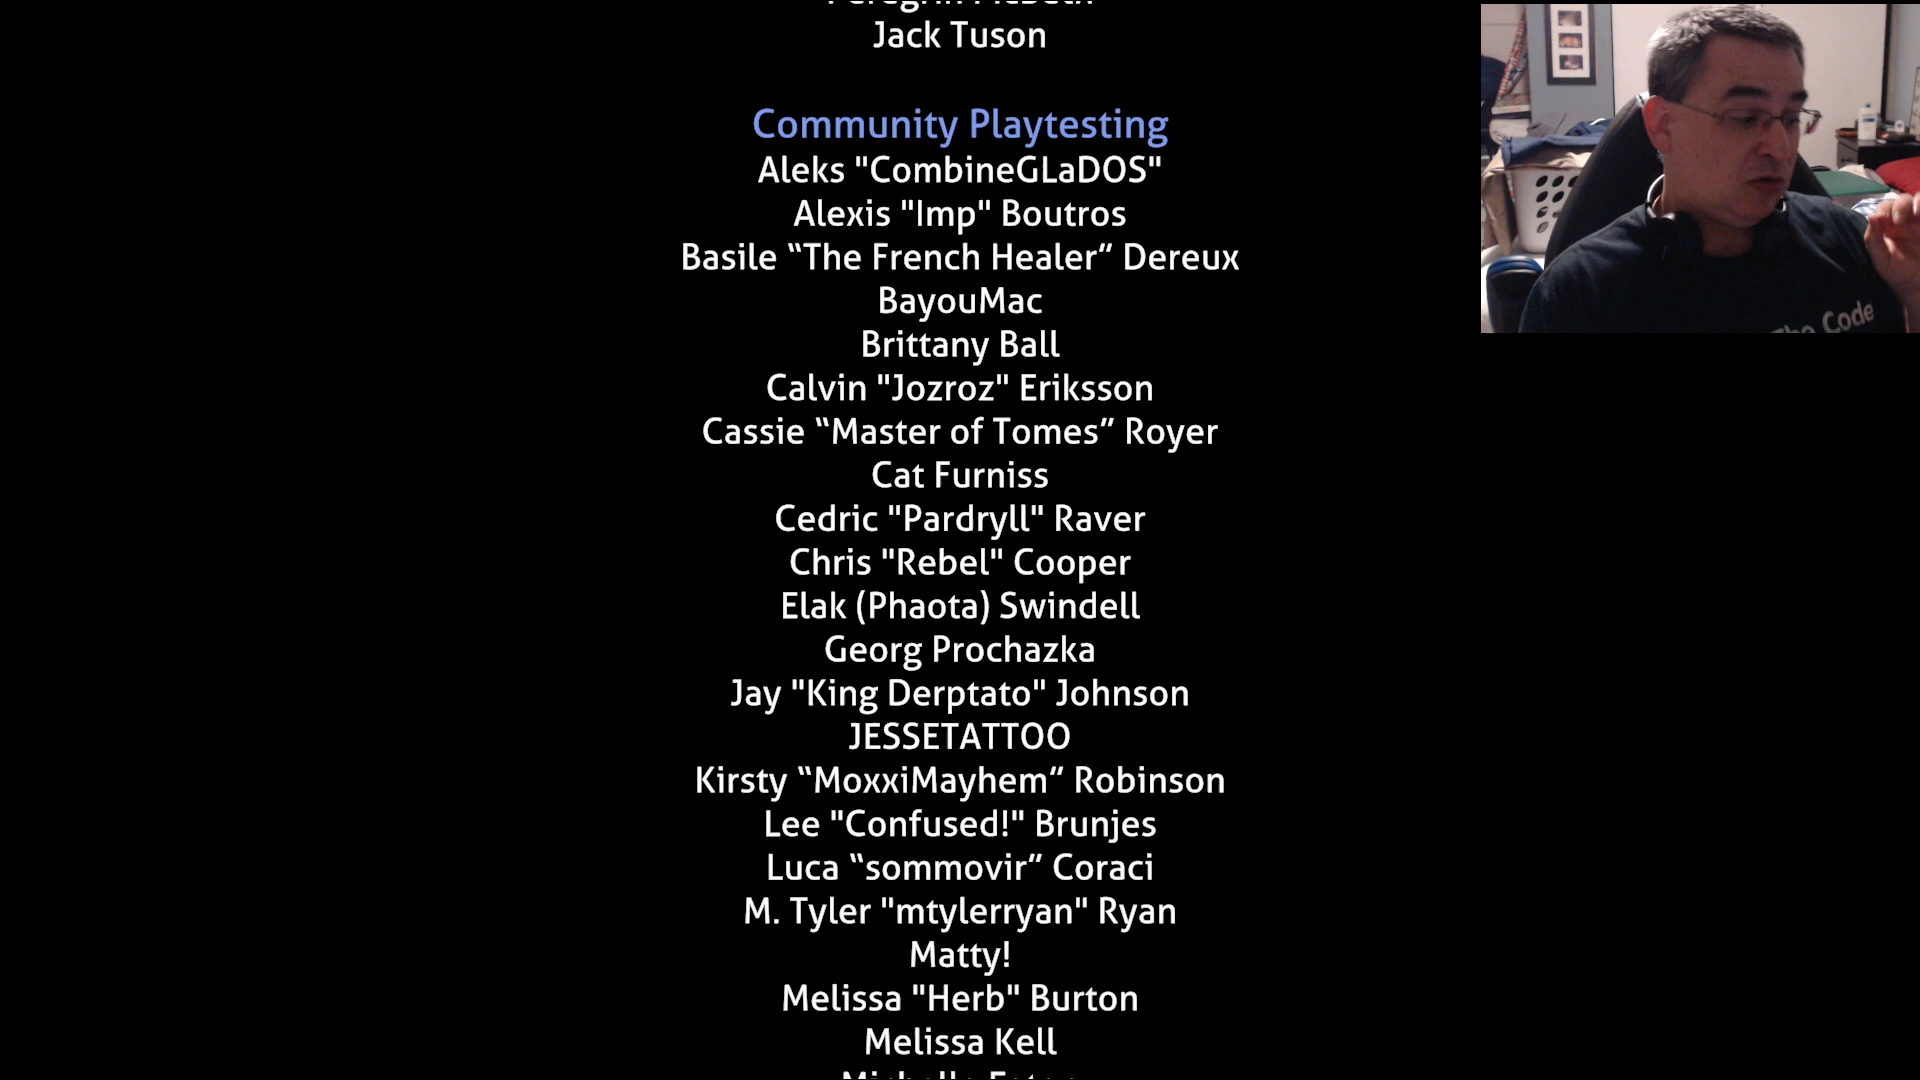 Jack Tuson
Community Playtesting
Aleks "CombineGLaDOS"
Alexis "Imp" Boutros
Basile “The French Healer” Dereux
BayouMac
Brittany Ball
Calvin "Jozroz" Eriksson
Cassie “Master of Tomes” Royer
Cat Furniss
Cedric "Pardryll" Raver
Chris "Rebel" Cooper
Elak (Phaota) Swindell
Georg Prochazka
Jay "King Derptato" Johnson
JESSETATTOO
Kirsty “MoxxiMayhem” Robinson
Lee "Confused!" Brunjes
Luca “sommovir” Coraci
M. Tyler "mtylerryan" Ryan
Matty!
Melissa "Herb" Burton
Melissa Kell
The Code